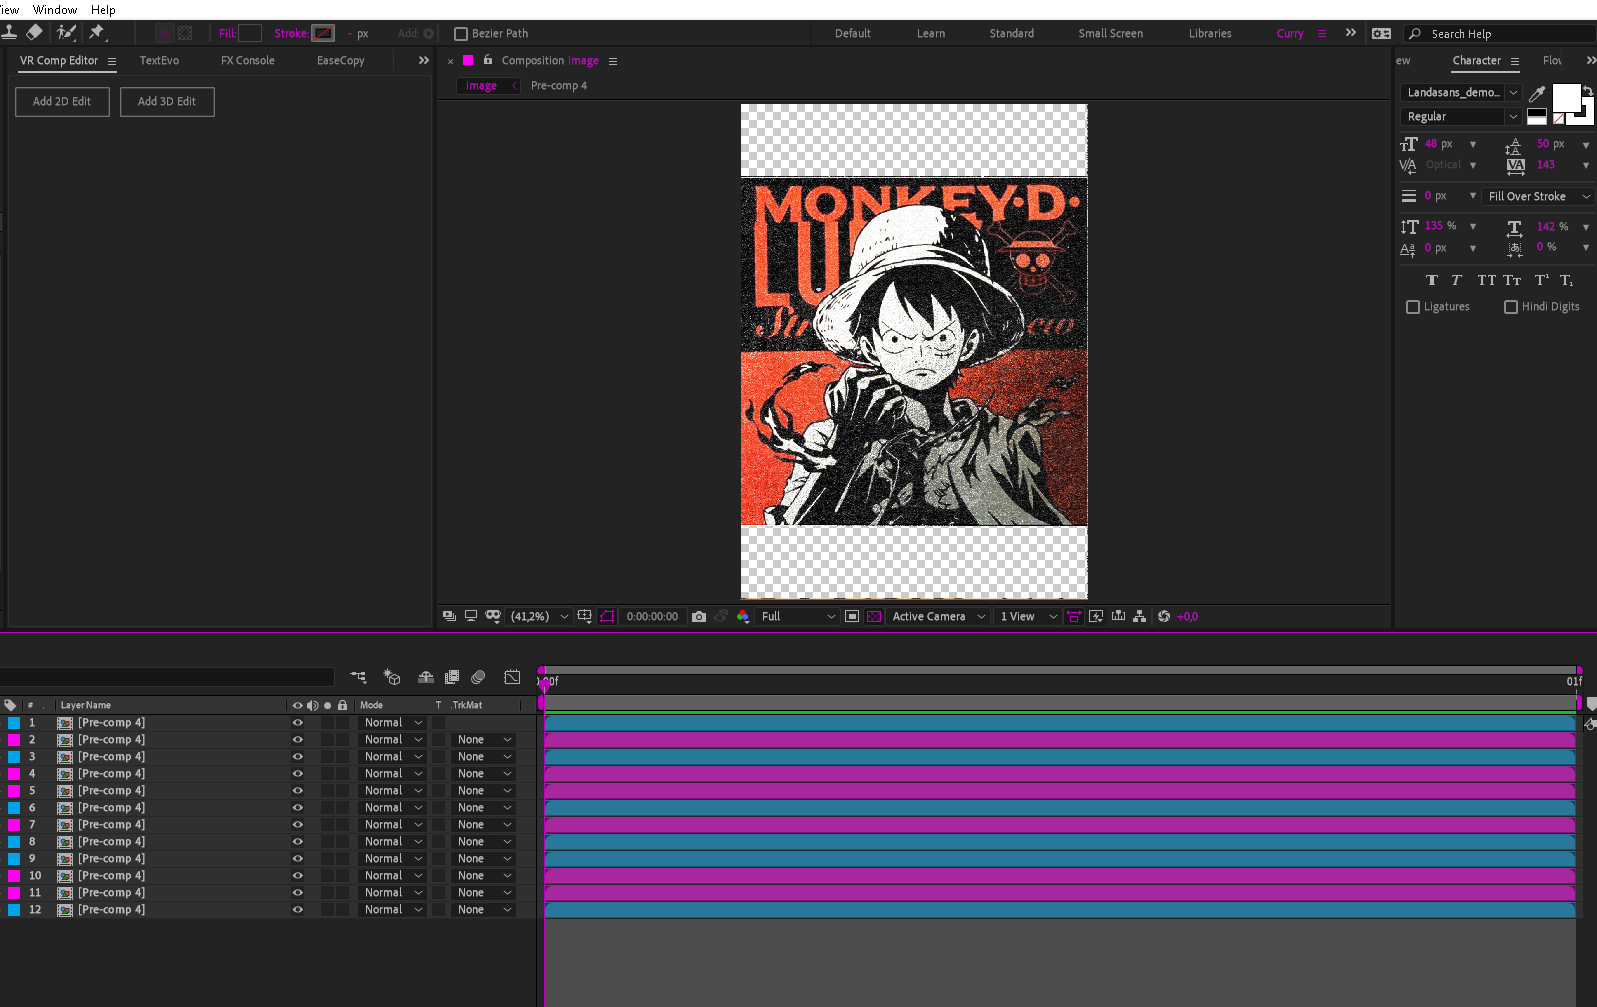 iew Window Help
Fill: Stroke: - px Add: Bezier Path Default Learn Standard Small Screen Libraries Curry Search Help
VR Comp Editor TextEvo FX Console EaseCopy
Composition Image
ew Character Flow
Add 2D Edit Add 3D Edit
Image Pre-comp 4
Landasans_demo...
Regular
48 px 50 px
Optical 143
0 px Fill Over Stroke
135 % 142 %
0 px 0 %
T T TT Tt T¹ T₁
Ligatures Hindi Digits
MONKEY·D·
LU
Str ew
(41,2%) 0:00:00:00 Full Active Camera 1 View +0,0
00f 01f
# Layer Name Mode T .TrkMat
1 [Pre-comp 4] Normal
2 [Pre-comp 4] Normal None
3 [Pre-comp 4] Normal None
4 [Pre-comp 4] Normal None
5 [Pre-comp 4] Normal None
6 [Pre-comp 4] Normal None
7 [Pre-comp 4] Normal None
8 [Pre-comp 4] Normal None
9 [Pre-comp 4] Normal None
10 [Pre-comp 4] Normal None
11 [Pre-comp 4] Normal None
12 [Pre-comp 4] Normal None